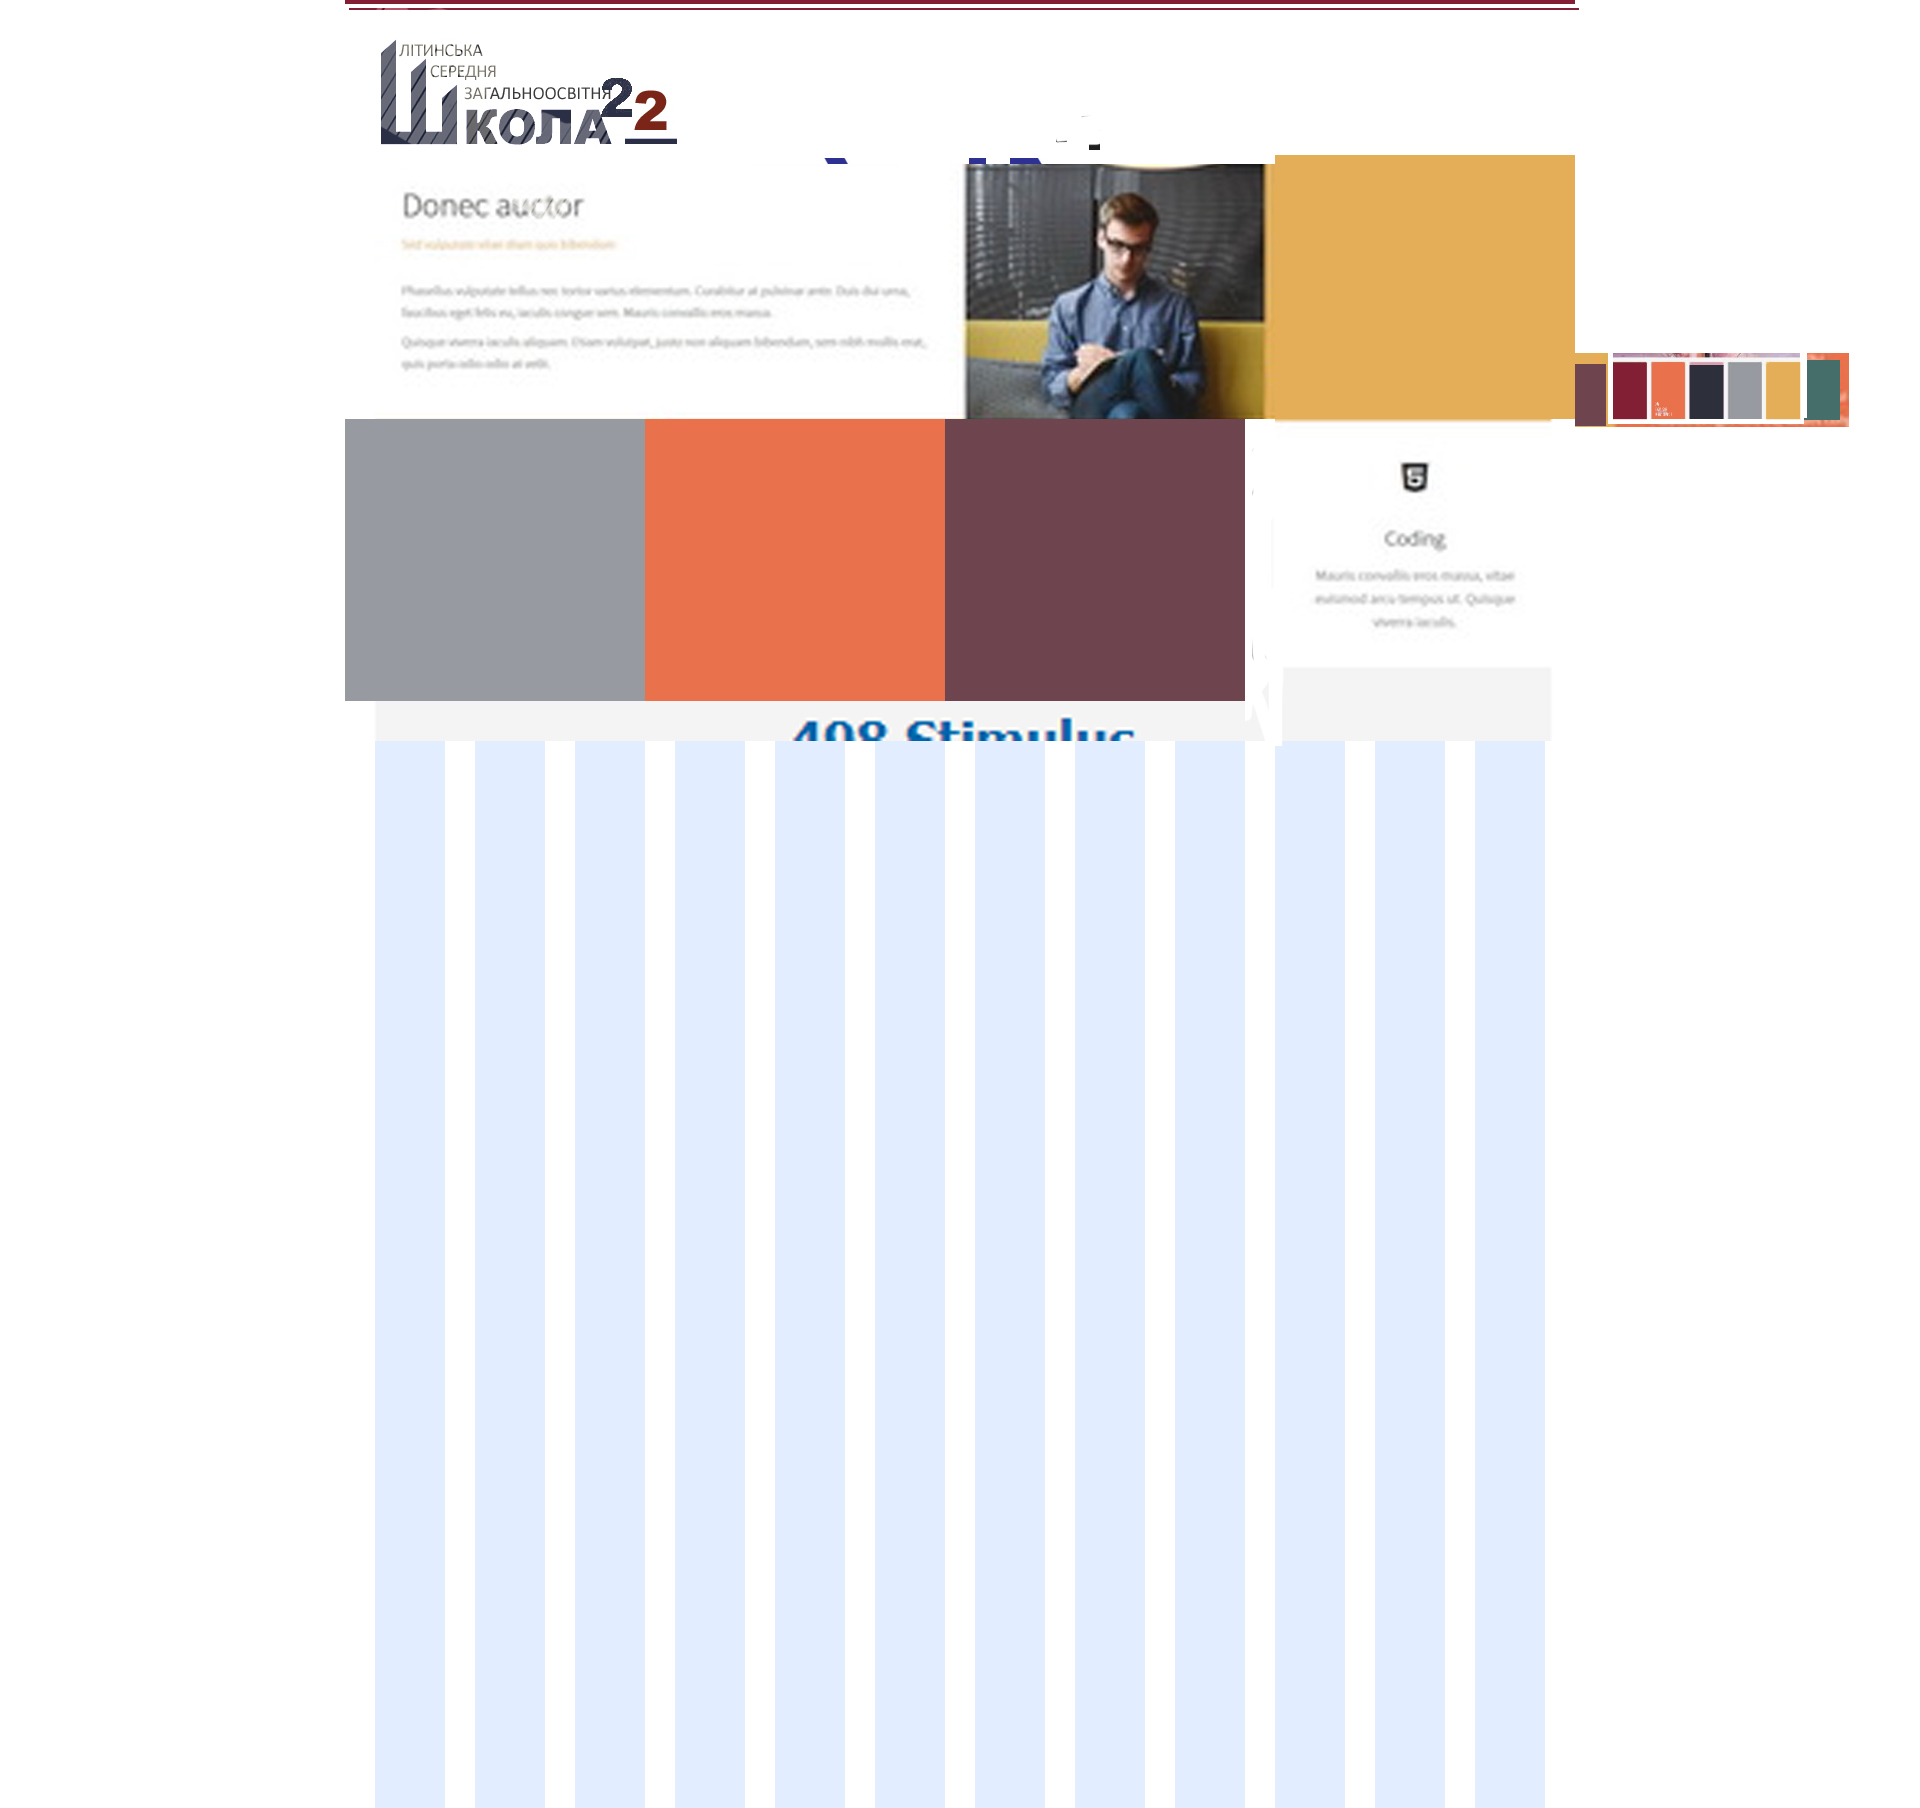 ЛІТИНСЬКА
СЕРЕДНЯ
ЗАГАЛЬНООСВІТНЯ
ШКОЛА 22
Donec auctor
Sed vulputate vitae diam quis bibendum
Phasellus vulputate tellus nec tortor varius elementum. Curabitur at pulvinar ante. Duis dui urna,
faucibus eget felis eu, iaculis congue sem. Mauris convallis eros massa.
Quisque viverra iaculis aliquam. Etiam volutpat, justo non aliquam bibendum, sem nibh mollis erat,
quis porta odio odio at velit.
5
Coding
Mauris convallis eros massa, vitae
euismod arcu tempus ut. Quisque
viverra iaculis.
408 Stimulus